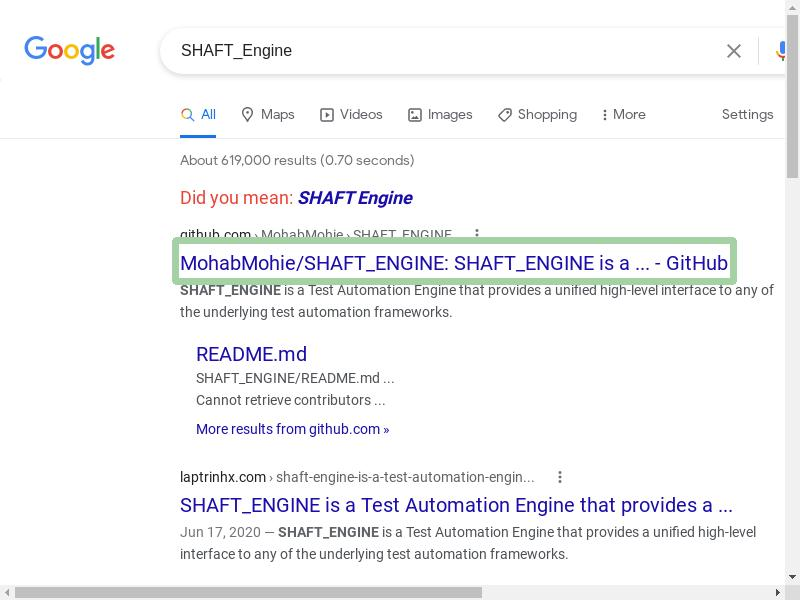 Google
SHAFT_Engine
All Maps Videos Images Shopping More Settings
About 619,000 results (0.70 seconds)
Did you mean: SHAFT Engine
github.com › MohabMohie › SHAFT_ENGINE
MohabMohie/SHAFT_ENGINE: SHAFT_ENGINE is a ... - GitHub
SHAFT_ENGINE is a Test Automation Engine that provides a unified high-level interface to any of
the underlying test automation frameworks.
README.md
SHAFT_ENGINE/README.md ...
Cannot retrieve contributors ...
More results from github.com »
laptrinhx.com › shaft-engine-is-a-test-automation-engin...
SHAFT_ENGINE is a Test Automation Engine that provides a ...
Jun 17, 2020 — SHAFT_ENGINE is a Test Automation Engine that provides a unified high-level
interface to any of the underlying test automation frameworks.